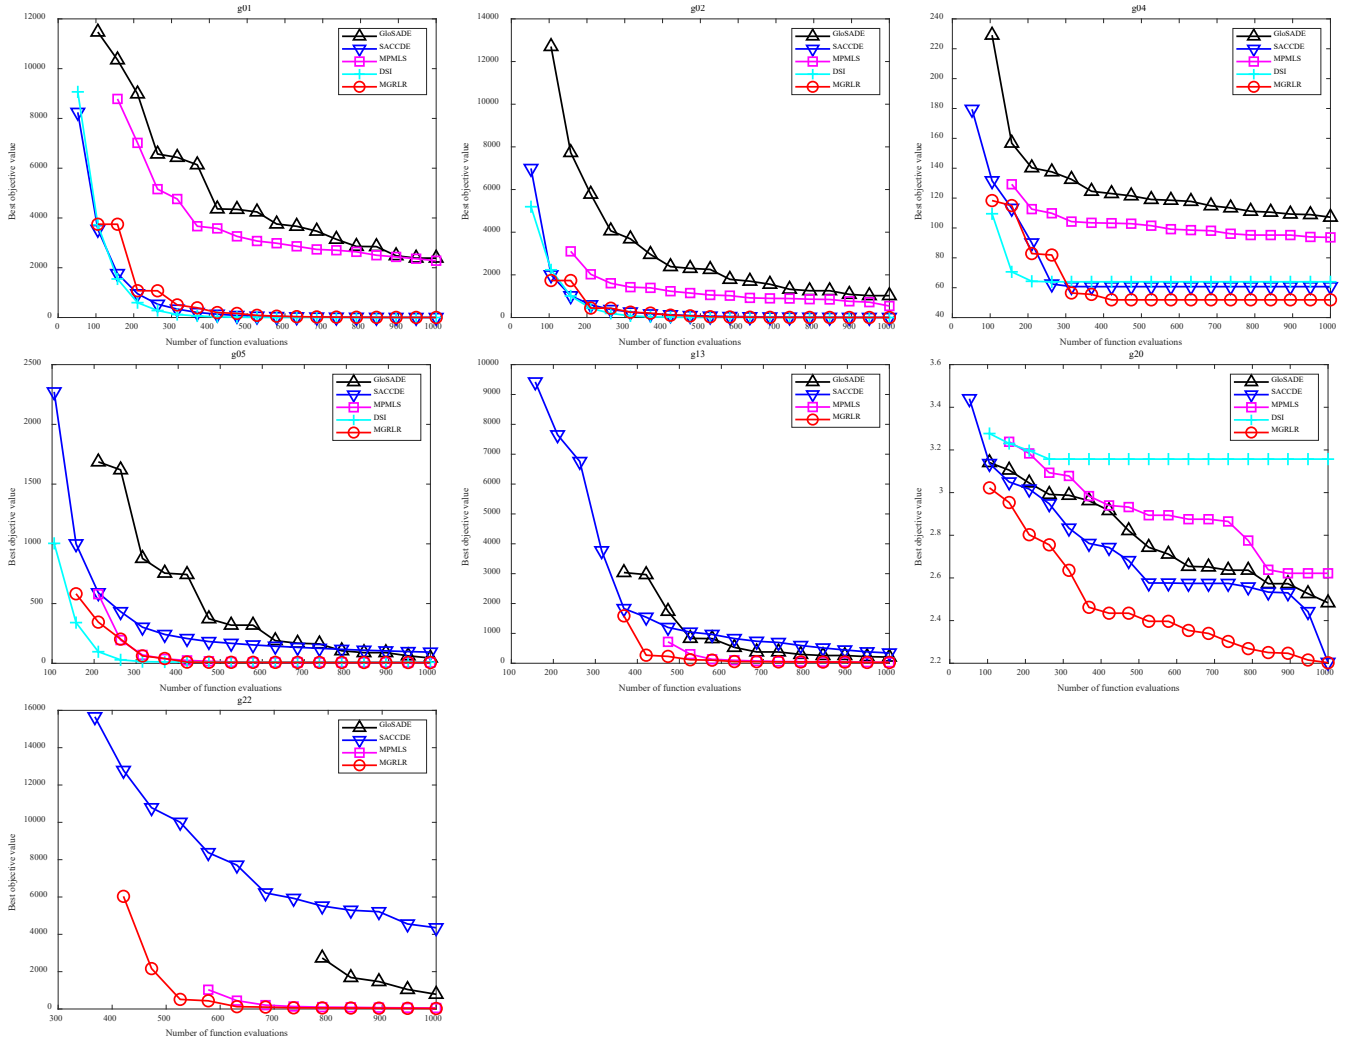 g01
12000
10000
8000
6000
4000
2000
0
Best objective value
GloSADE
SACCDE
MPMLS
DSI
MGRLR
0 100 200 300 400 500 600 700 800 900 1000
Number of function evaluations
g02
14000
12000
10000
8000
6000
4000
2000
0
Best objective value
GloSADE
SACCDE
MPMLS
DSI
MGRLR
0 100 200 300 400 500 600 700 800 900 1000
Number of function evaluations
g04
240
220
200
180
160
140
120
100
80
60
40
Best objective value
GloSADE
SACCDE
MPMLS
DSI
MGRLR
0 100 200 300 400 500 600 700 800 900 1000
Number of function evaluations
g05
2500
2000
1500
1000
500
0
Best objective value
GloSADE
SACCDE
MPMLS
DSI
MGRLR
100 200 300 400 500 600 700 800 900 1000
Number of function evaluations
g13
10000
9000
8000
7000
6000
5000
4000
3000
2000
1000
0
Best objective value
GloSADE
SACCDE
MPMLS
MGRLR
100 200 300 400 500 600 700 800 900 1000
Number of function evaluations
g20
3.6
3.4
3.2
3
2.8
2.6
2.4
2.2
Best objective value
GloSADE
SACCDE
MPMLS
DSI
MGRLR
0 100 200 300 400 500 600 700 800 900 1000
Number of function evaluations
g22
16000
14000
12000
10000
8000
6000
4000
2000
0
Best objective value
GloSADE
SACCDE
MPMLS
MGRLR
300 400 500 600 700 800 900 1000
Number of function evaluations